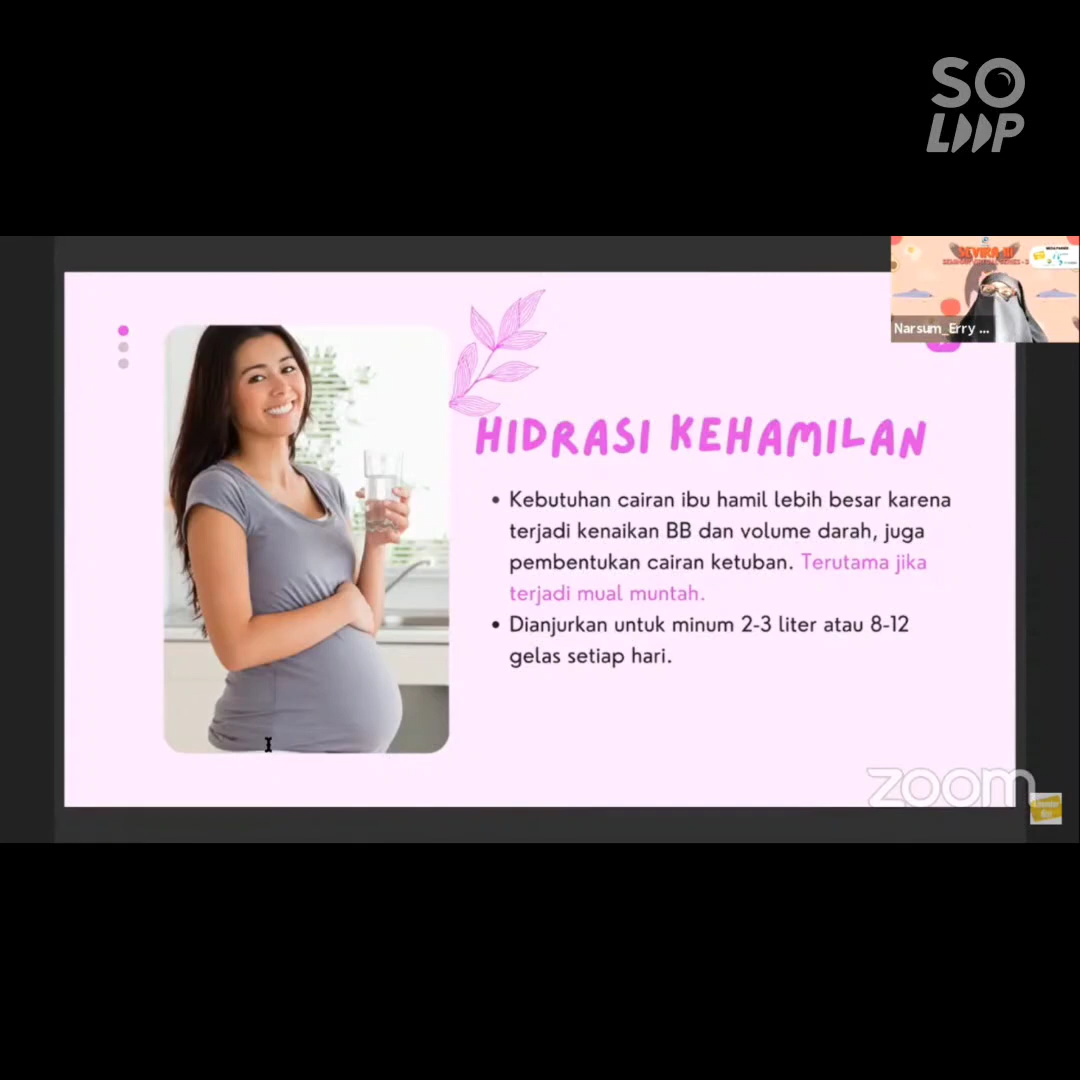 SO
LOOP
Narsum_Erry ...
HIDRASI KEHAMILAN
• Kebutuhan cairan ibu hamil lebih besar karena
terjadi kenaikan BB dan volume darah, juga
pembentukan cairan ketuban. Terutama jika
terjadi mual muntah.
• Dianjurkan untuk minum 2-3 liter atau 8-12
gelas setiap hari.
zoom